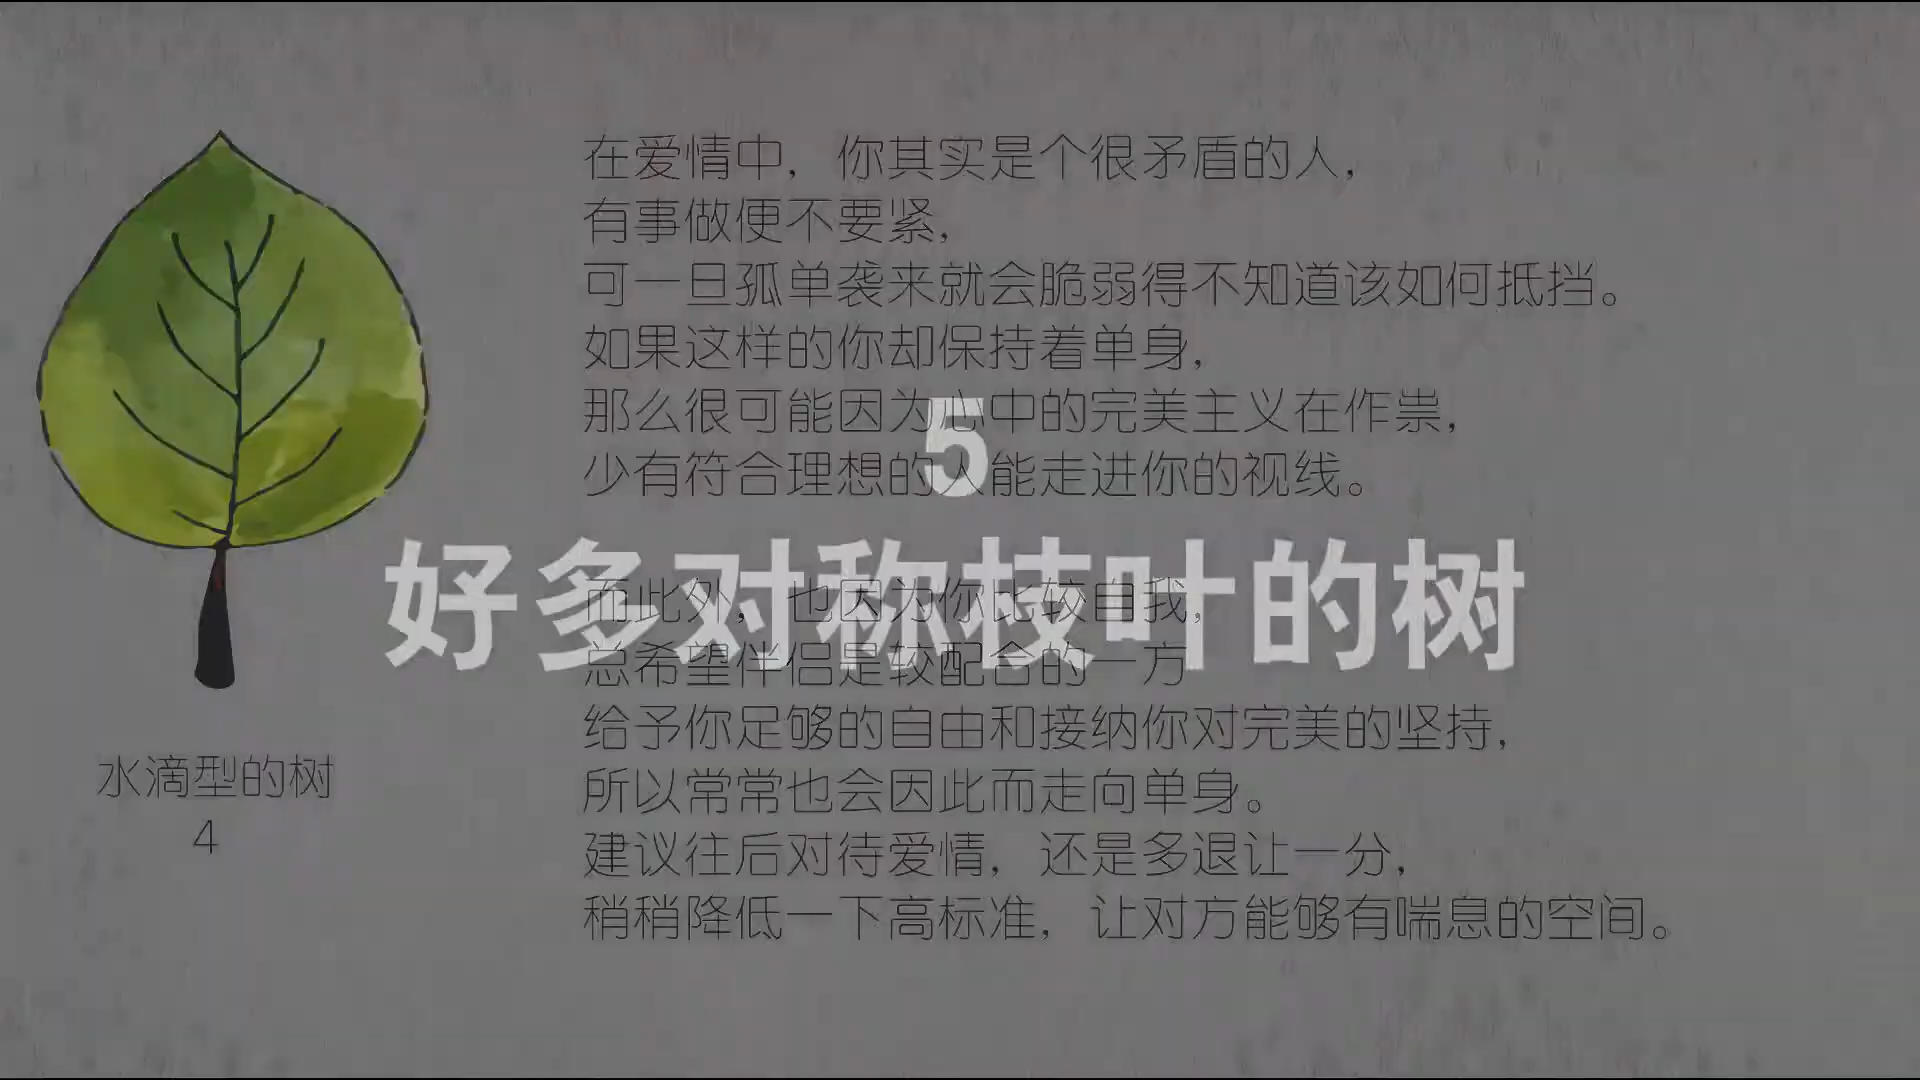 在爱情中，你其实是个很矛盾的人，
有事做便不要紧，
可一旦孤单袭来就会脆弱得不知道该如何抵挡。
如果这样的你却保持着单身，
那么很可能因为心中的完美主义在作祟，
少有符合理想的人能走进你的视线。
而此外，也因为你比较自我，
总希望伴侣是较配合的一方
给予你足够的自由和接纳你对完美的坚持，
所以常常也会因此而走向单身。
建议往后对待爱情，还是多退让一分，
稍稍降低一下高标准，让对方能够有喘息的空间。
水滴型的树
4
5
好多对称枝叶的树